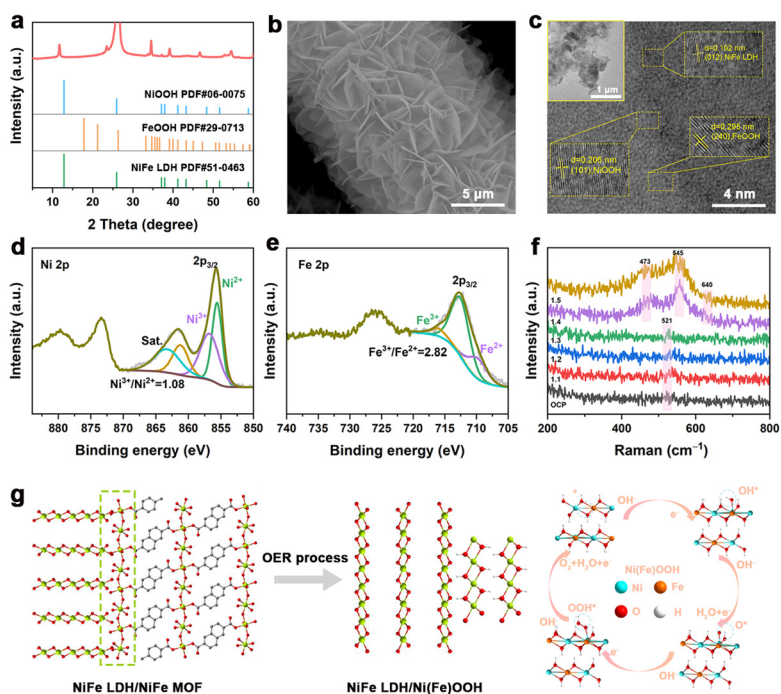 a
Intensity (a.u.)
NiOOH PDF#06-0075
FeOOH PDF#29-0713
NiFe LDH PDF#51-0463
0 10 20 30 40 50 60
2 Theta (degree)
b
5 μm
c
1 μm
d=0.192 nm
(012) NiFe LDH
d=0.295 nm
(240) FeOOH
d=0.205 nm
(101) NiOOH
4 nm
d
Ni 2p
2p3/2
Ni2+
Ni3+
Sat.
Ni3+/Ni2+=1.08
Intensity (a.u.)
880 875 870 865 860 855 850
Binding energy (eV)
e
Fe 2p
2p3/2
Fe3+
Fe2+
Fe3+/Fe2+=2.82
Intensity (a.u.)
740 735 730 725 720 715 710 705
Binding energy (eV)
f
473
545
640
521
1.5
1.4
1.3
1.2
1.1
OCP
Intensity (a.u.)
200 300 400 500 600 700 800
Raman (cm−1)
g
OER process
NiFe LDH/NiFe MOF
NiFe LDH/Ni(Fe)OOH
*
OH-
e-
OH*
OH-
H2O+e-
O*
OH-
e-
OOH*
OH-
O2+H2O+e-
Ni(Fe)OOH
Ni
Fe
O
H